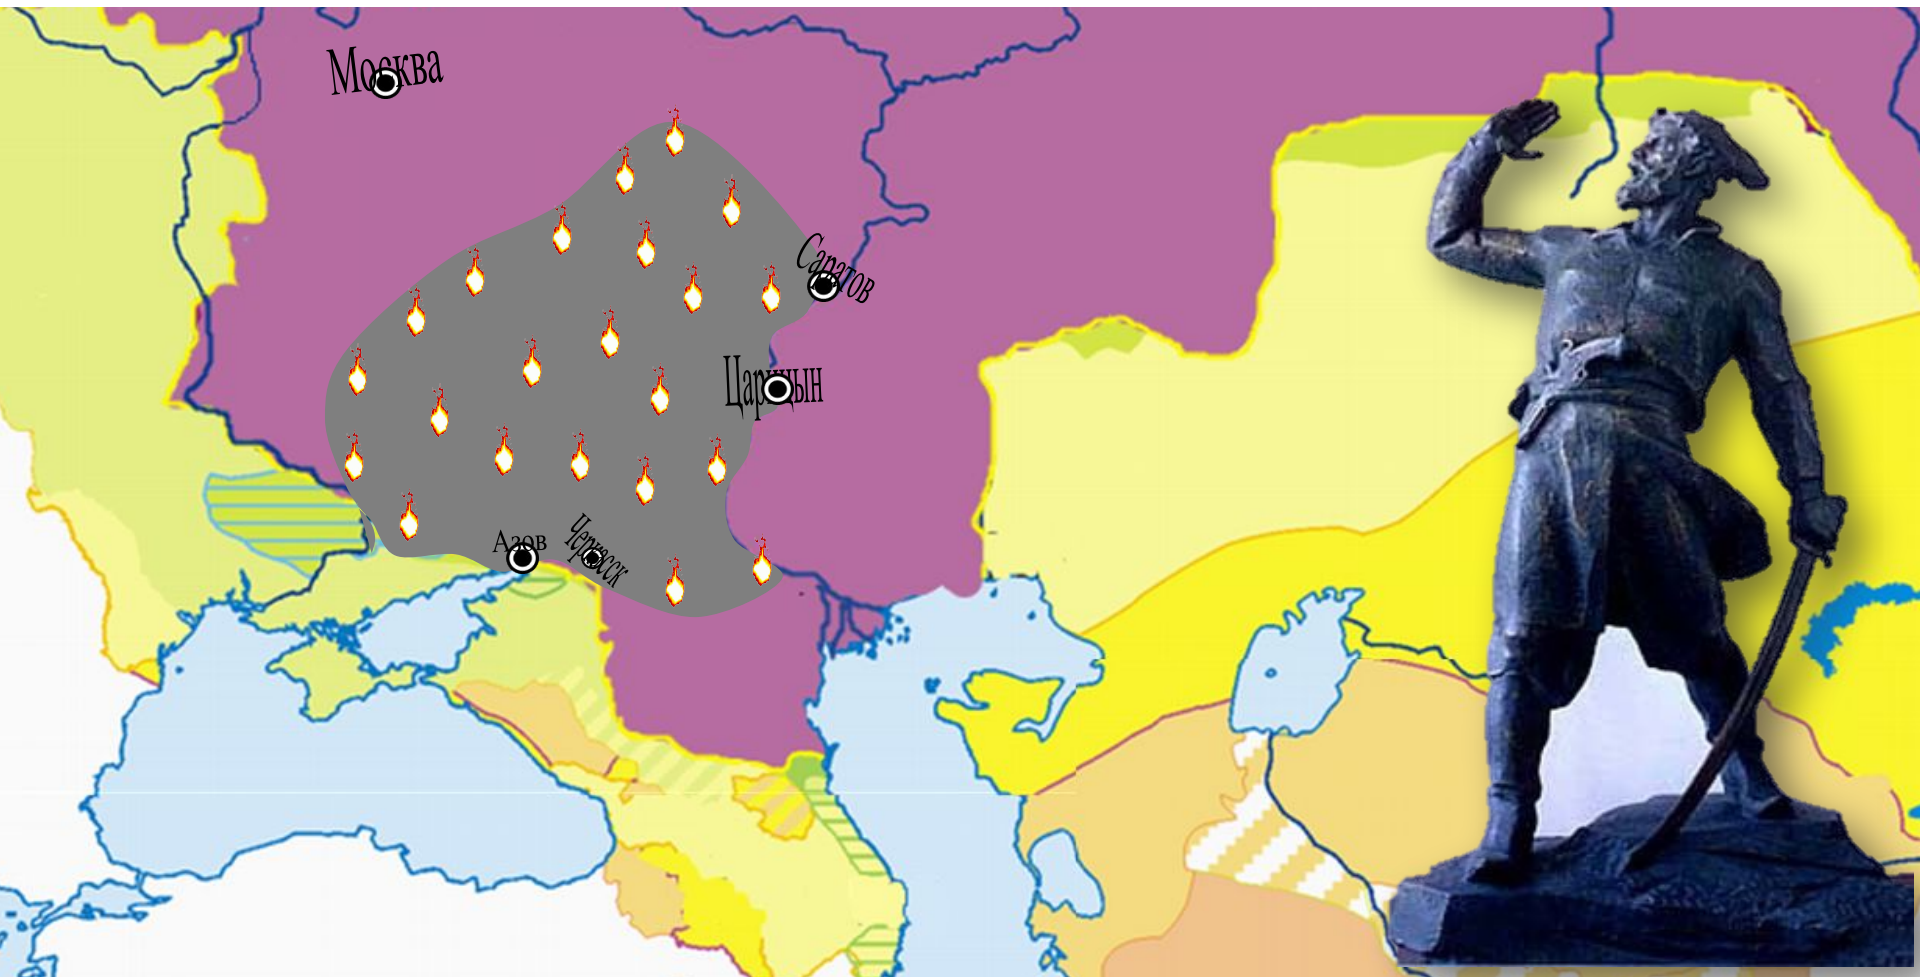 Москва
Саратов
Царицын
Азов
Черкасск